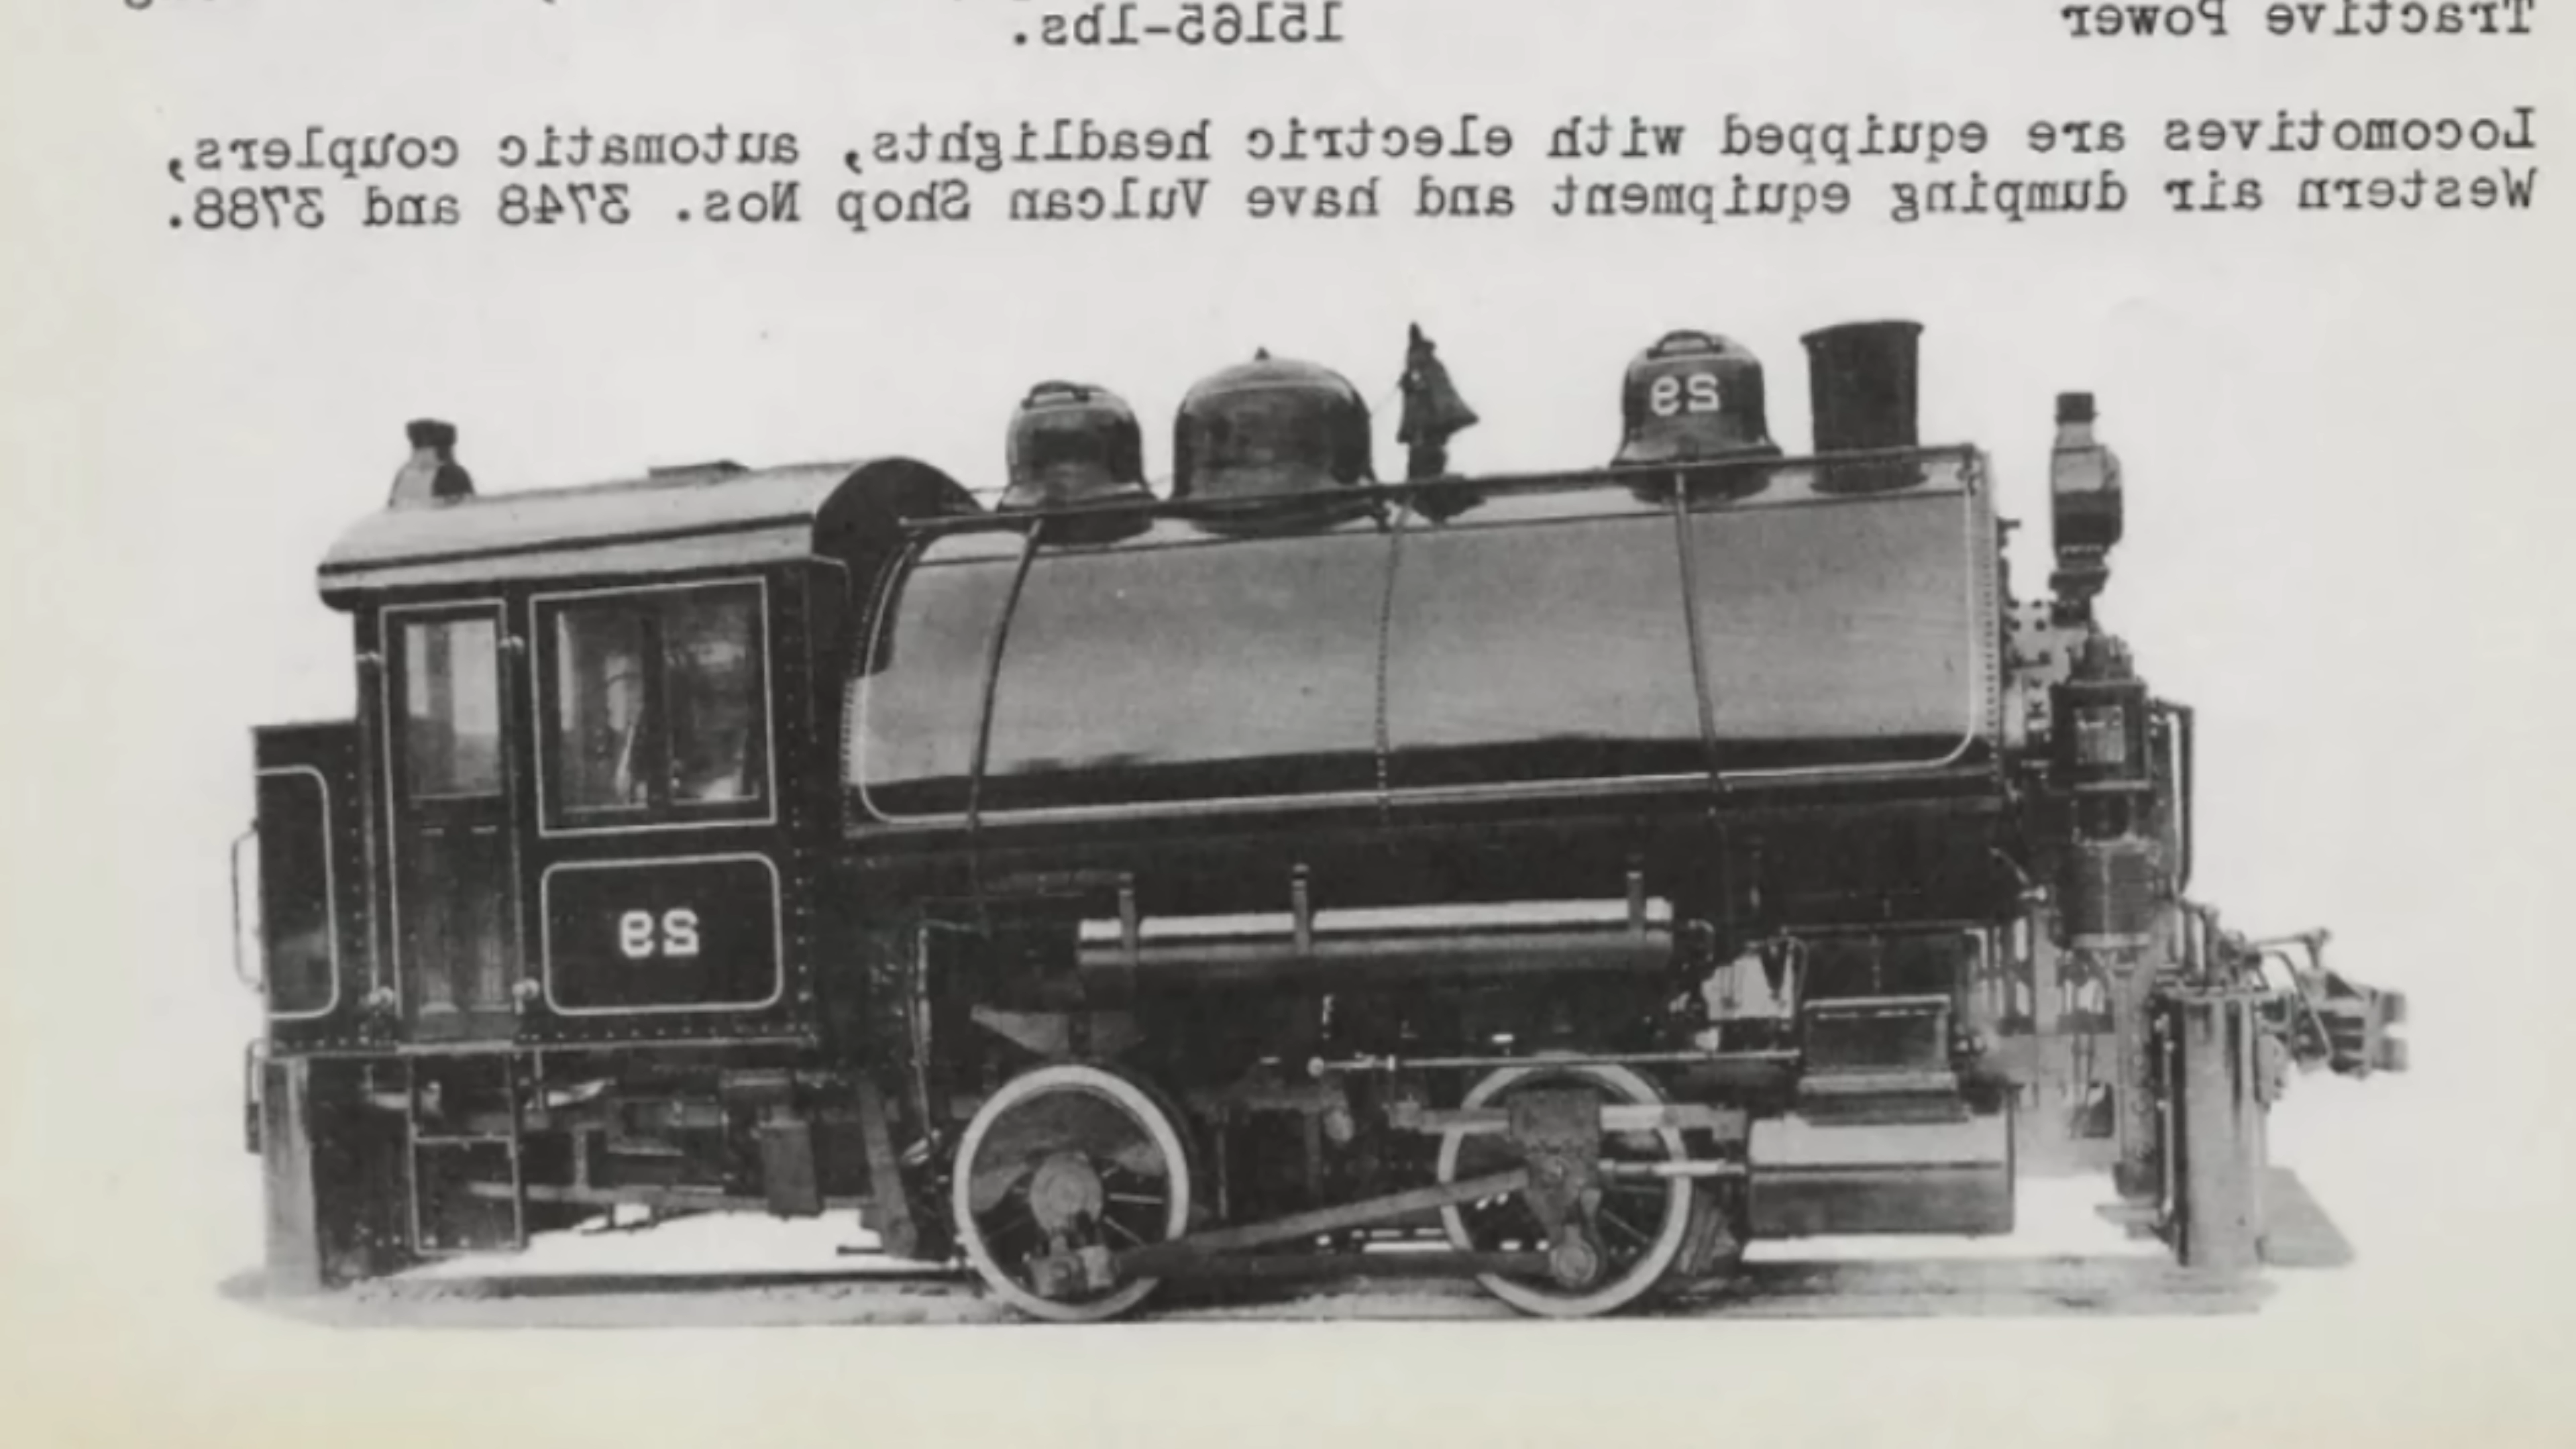 Tractive Power 15165-lbs.
Locomotives are equipped with electric headlights, automatic couplers,
Western air dumping equipment and have Vulcan Shop Nos. 3748 and 3788.
29
29